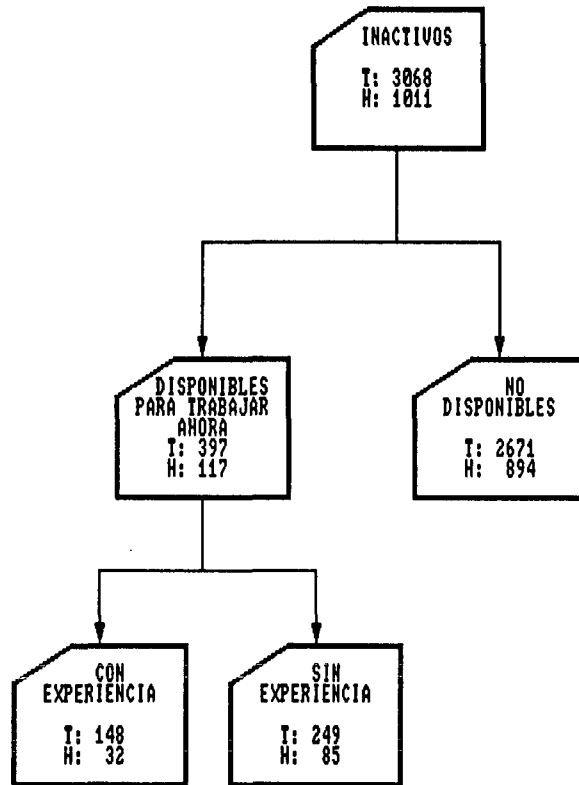 INACTIVOS
T: 3068
H: 1011
DISPONIBLES
PARA TRABAJAR
AHORA
T: 397
H: 117
NO
DISPONIBLES
T: 2671
H: 894
CON
EXPERIENCIA
T: 148
H: 32
SIN
EXPERIENCIA
T: 249
H: 85